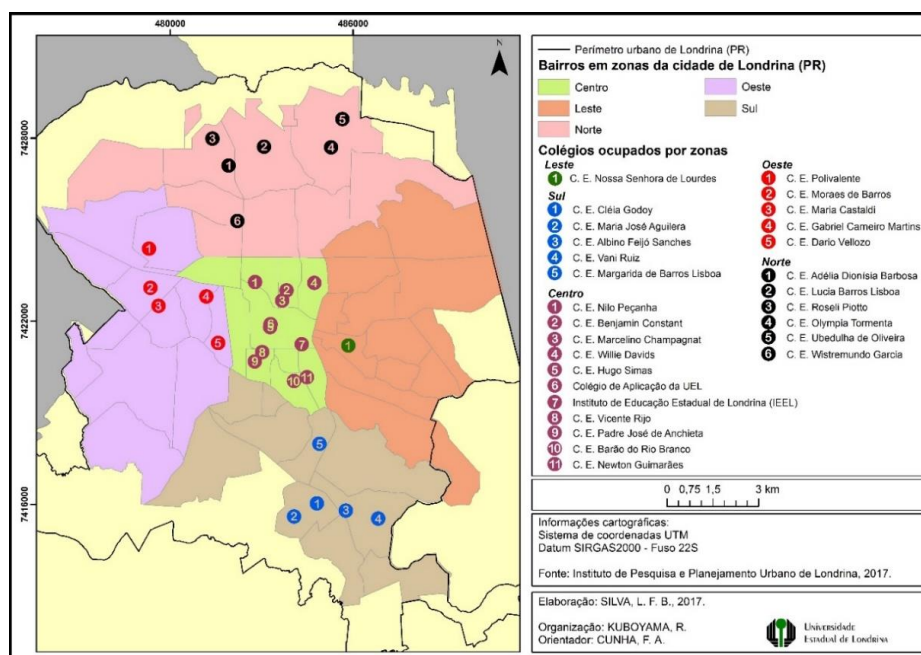 480000
486000
7428000
7422000
7416000
N
Perímetro urbano de Londrina (PR)
Bairros em zonas da cidade de Londrina (PR)
Centro
Leste
Norte
Oeste
Sul
Colégios ocupados por zonas
Leste
1 C. E. Nossa Senhora de Lourdes
Sul
1 C. E. Cléia Godoy
2 C. E. Maria José Aguilera
3 C. E. Albino Feijó Sanches
4 C. E. Vani Ruiz
5 C. E. Margarida de Barros Lisboa
Centro
1 C. E. Nilo Peçanha
2 C. E. Benjamin Constant
3 C. E. Marcelino Champagnat
4 C. E. Willie Davids
5 C. E. Hugo Simas
6 Colégio de Aplicação da UEL
7 Instituto de Educação Estadual de Londrina (IEEL)
8 C. E. Vicente Rijo
9 C. E. Padre José de Anchieta
10 C. E. Barão do Rio Branco
11 C. E. Newton Guimarães
Oeste
1 C. E. Polivalente
2 C. E. Moraes de Barros
3 C. E. Maria Castaldi
4 C. E. Gabriel Carneiro Martins
5 C. E. Dario Vellozo
Norte
1 C. E. Adélia Dionísia Barbosa
2 C. E. Lucia Barros Lisboa
3 C. E. Roseli Piotto
4 C. E. Olympia Tormenta
5 C. E. Ubedulha de Oliveira
6 C. E. Wistremundo Garcia
0 0,75 1,5 3 km
Informações cartográficas:
Sistema de coordenadas UTM
Datum SIRGAS2000 - Fuso 22S
Fonte: Instituto de Pesquisa e Planejamento Urbano de Londrina, 2017.
Elaboração: SILVA, L. F. B., 2017.
Organização: KUBOYAMA, R.
Orientador: CUNHA, F. A.
Universidade
Estadual de Londrina